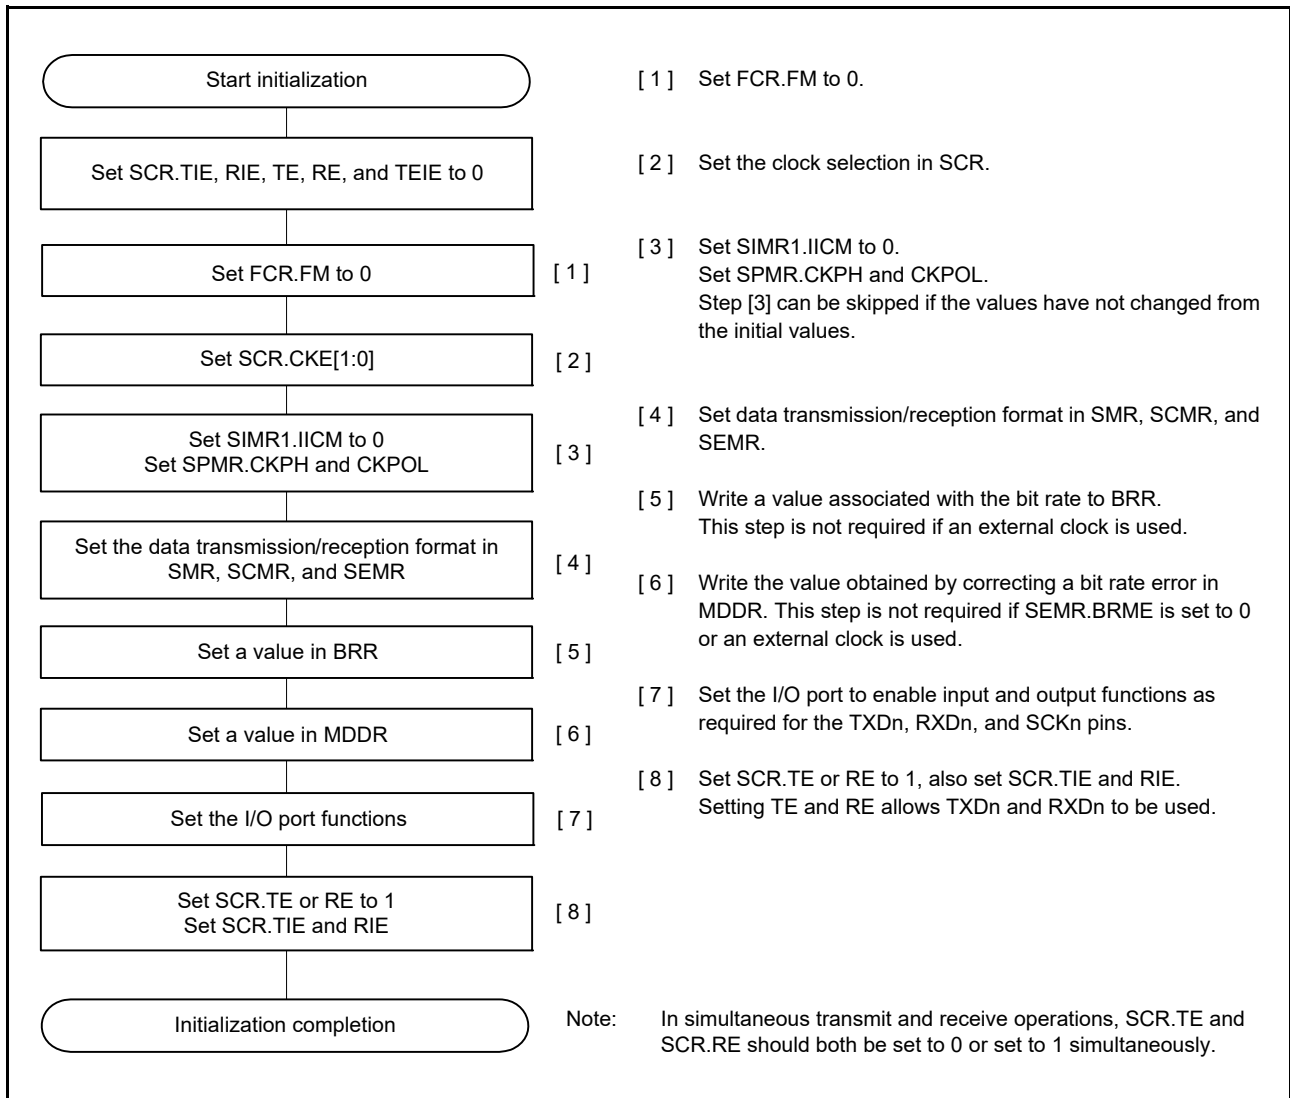 Start initialization
Set SCR.TIE, RIE, TE, RE, and TEIE to 0
Set FCR.FM to 0
[ 1 ]
Set SCR.CKE[1:0]
[ 2 ]
Set SIMR1.IICM to 0
Set SPMR.CKPH and CKPOL
[ 3 ]
Set the data transmission/reception format in
SMR, SCMR, and SEMR
[ 4 ]
Set a value in BRR
[ 5 ]
Set a value in MDDR
[ 6 ]
Set the I/O port functions
[ 7 ]
Set SCR.TE or RE to 1
Set SCR.TIE and RIE
[ 8 ]
Initialization completion
[ 1 ] Set FCR.FM to 0.
[ 2 ] Set the clock selection in SCR.
[ 3 ] Set SIMR1.IICM to 0.
Set SPMR.CKPH and CKPOL.
Step [3] can be skipped if the values have not changed from
the initial values.
[ 4 ] Set data transmission/reception format in SMR, SCMR, and
SEMR.
[ 5 ] Write a value associated with the bit rate to BRR.
This step is not required if an external clock is used.
[ 6 ] Write the value obtained by correcting a bit rate error in
MDDR. This step is not required if SEMR.BRME is set to 0
or an external clock is used.
[ 7 ] Set the I/O port to enable input and output functions as
required for the TXDn, RXDn, and SCKn pins.
[ 8 ] Set SCR.TE or RE to 1, also set SCR.TIE and RIE.
Setting TE and RE allows TXDn and RXDn to be used.
Note: In simultaneous transmit and receive operations, SCR.TE and
SCR.RE should both be set to 0 or set to 1 simultaneously.